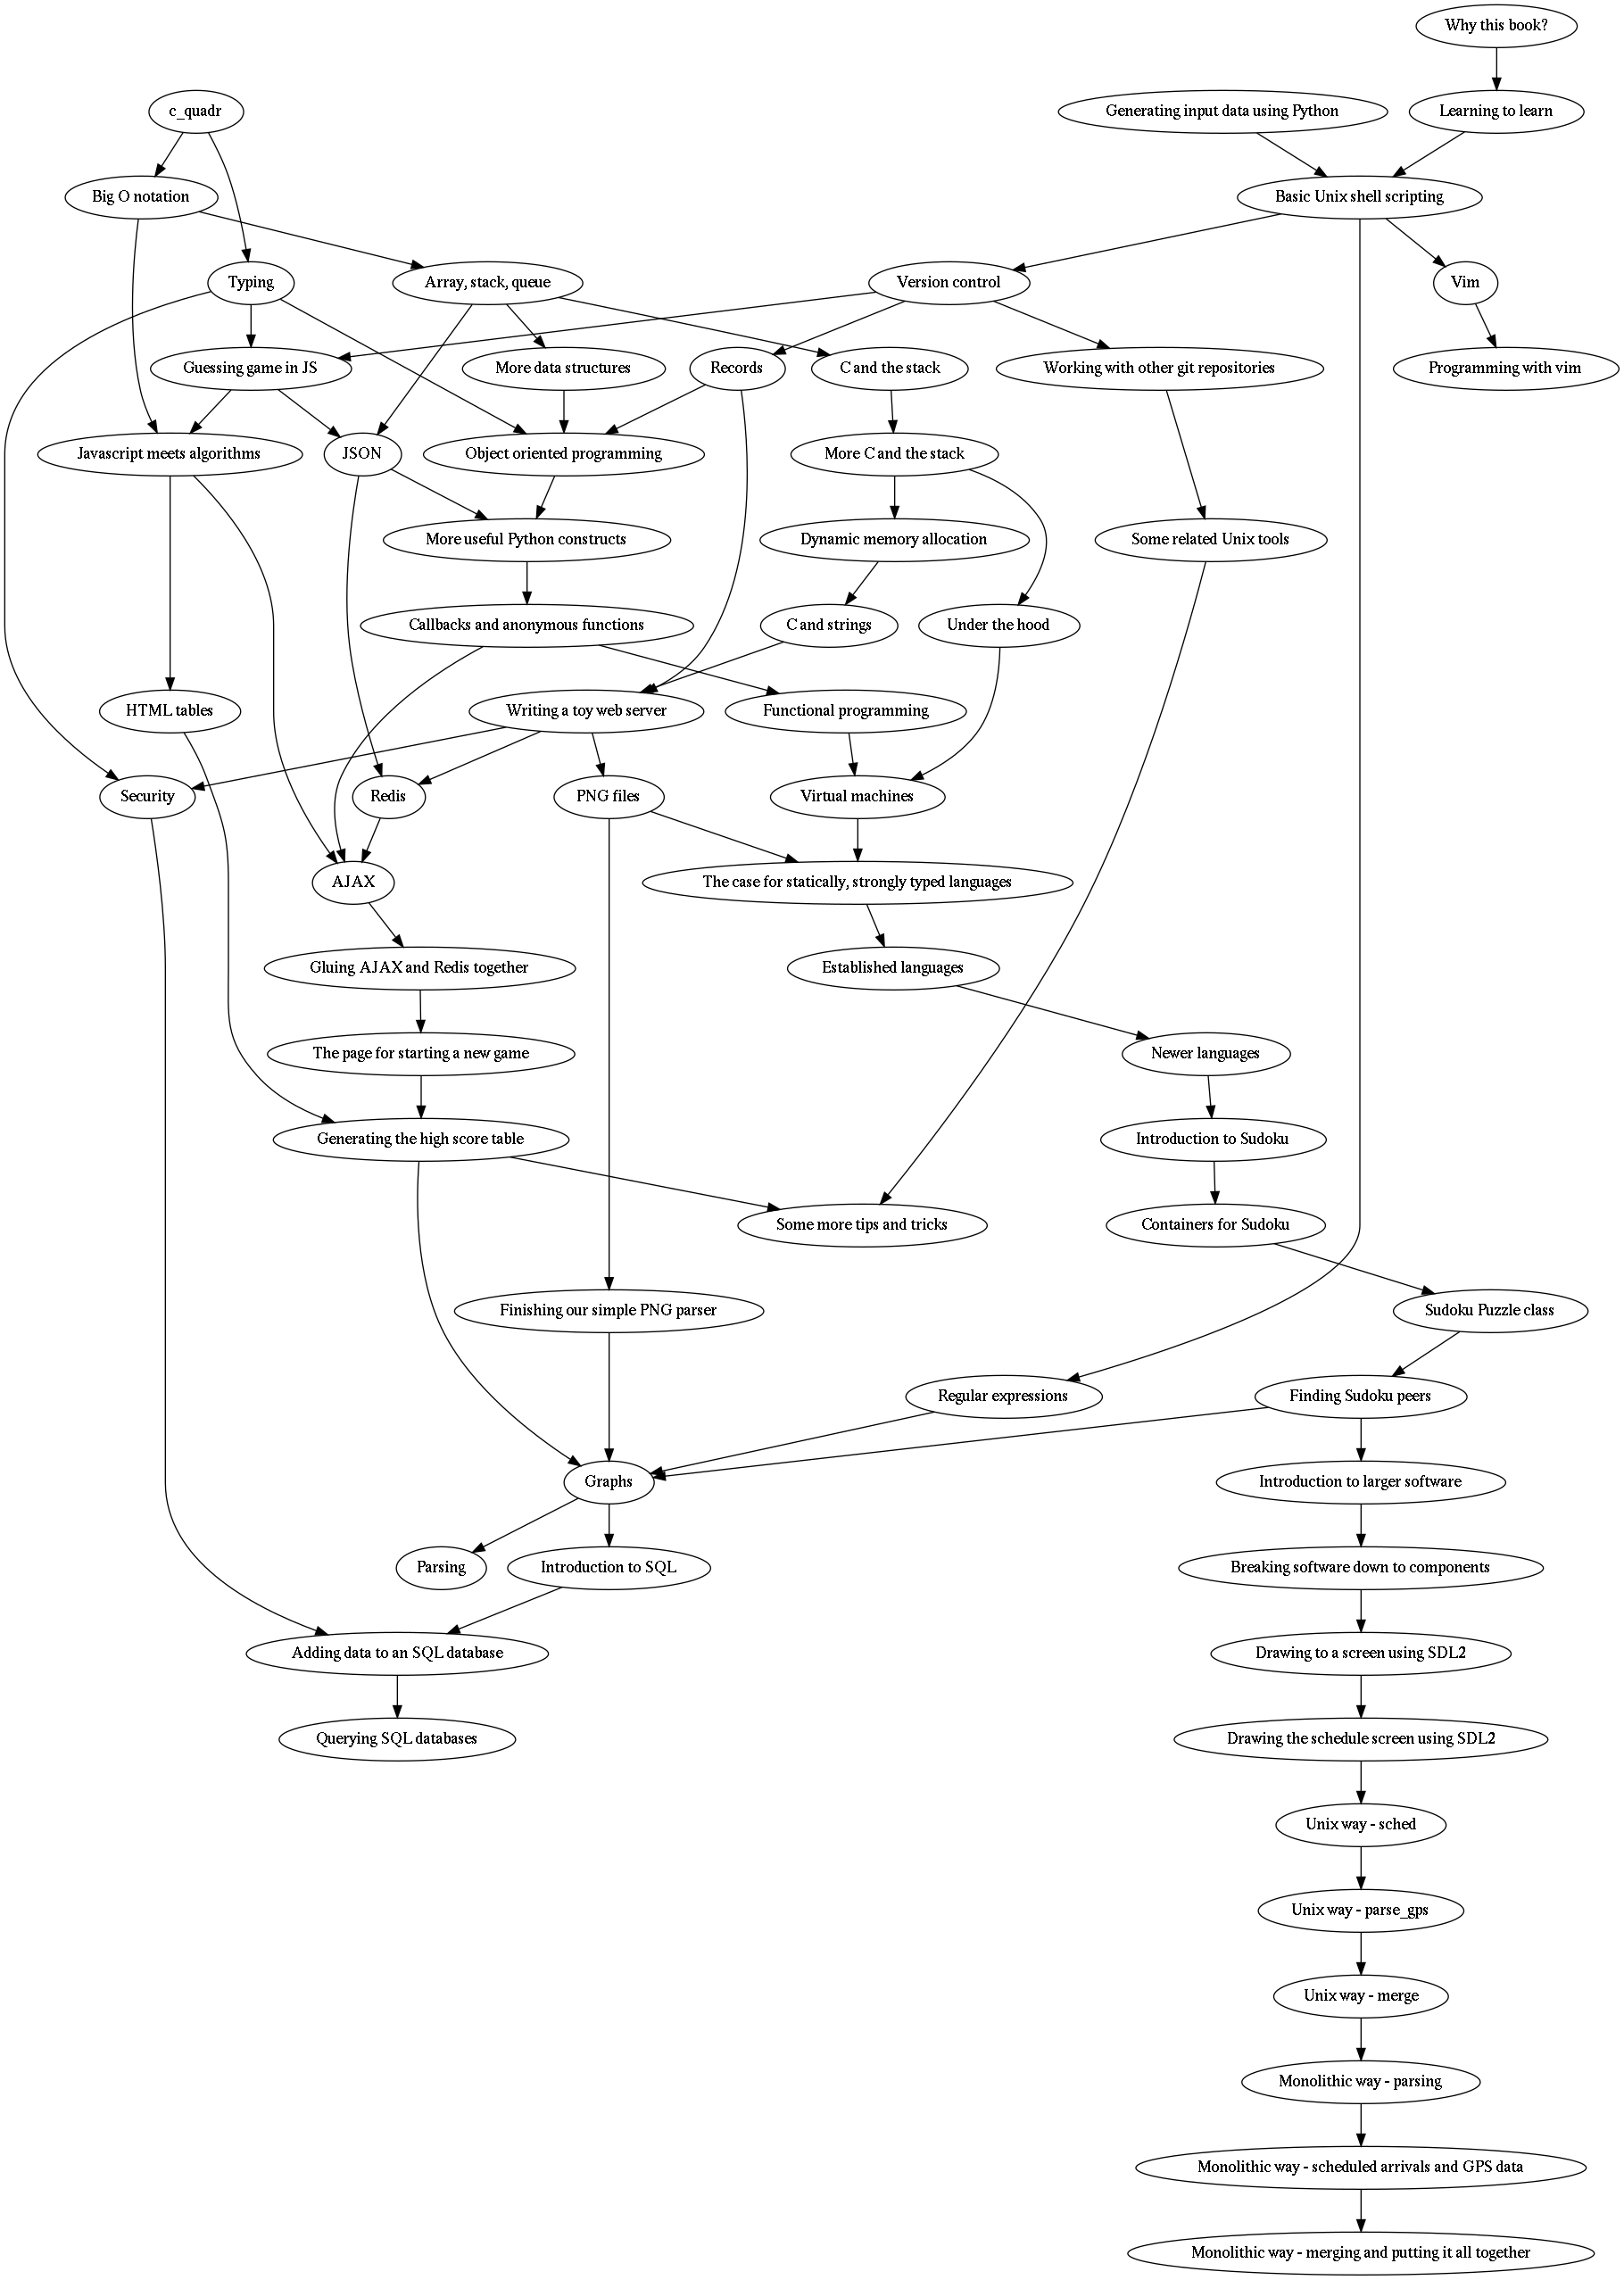 Why this book?
c_quadr
Generating input data using Python
Learning to learn
Big O notation
Basic Unix shell scripting
Typing
Array, stack, queue
Version control
Vim
Guessing game in JS
More data structures
Records
C and the stack
Working with other git repositories
Programming with vim
Javascript meets algorithms
JSON
Object oriented programming
More C and the stack
More useful Python constructs
Dynamic memory allocation
Some related Unix tools
Callbacks and anonymous functions
C and strings
Under the hood
HTML tables
Writing a toy web server
Functional programming
Security
Redis
PNG files
Virtual machines
AJAX
The case for statically, strongly typed languages
Gluing AJAX and Redis together
Established languages
The page for starting a new game
Newer languages
Generating the high score table
Introduction to Sudoku
Some more tips and tricks
Containers for Sudoku
Finishing our simple PNG parser
Sudoku Puzzle class
Regular expressions
Finding Sudoku peers
Graphs
Introduction to larger software
Parsing
Introduction to SQL
Breaking software down to components
Adding data to an SQL database
Drawing to a screen using SDL2
Querying SQL databases
Drawing the schedule screen using SDL2
Unix way - sched
Unix way - parse_gps
Unix way - merge
Monolithic way - parsing
Monolithic way - scheduled arrivals and GPS data
Monolithic way - merging and putting it all together